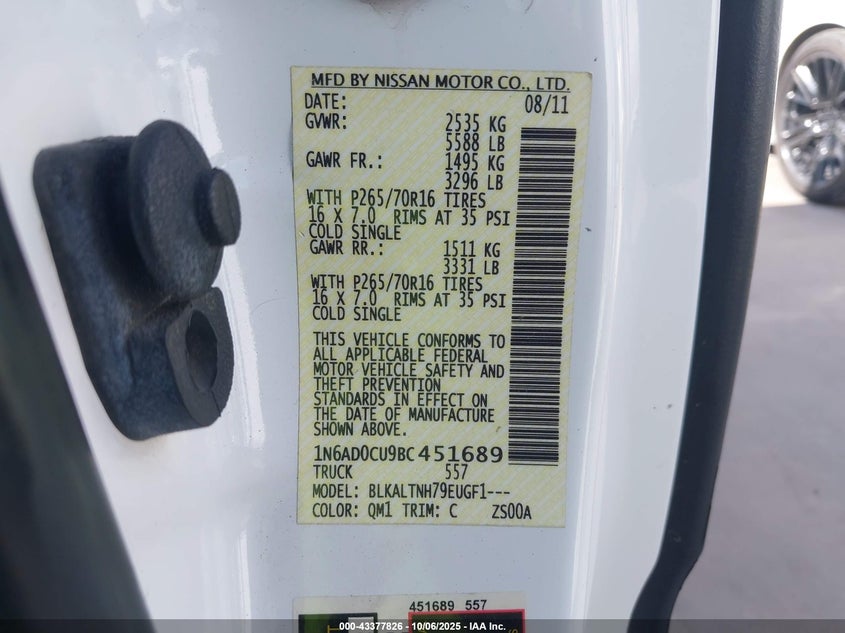 MFD BY NISSAN MOTOR CO., LTD.
DATE: 08/11
GVWR: 2535 KG
5588 LB
GAWR FR.: 1495 KG
3296 LB
WITH P265/70R16 TIRES
16 X 7.0 RIMS AT 35 PSI
COLD SINGLE
GAWR RR.: 1511 KG
3331 LB
WITH P265/70R16 TIRES
16 X 7.0 RIMS AT 35 PSI
COLD SINGLE
THIS VEHICLE CONFORMS TO
ALL APPLICABLE FEDERAL
MOTOR VEHICLE SAFETY AND
THEFT PREVENTION
STANDARDS IN EFFECT ON
THE DATE OF MANUFACTURE
SHOWN ABOVE.
1N6AD0CU9BC451689
TRUCK 557
MODEL: BLKALTNH79EUGF1---
COLOR: QM1 TRIM: C ZS00A
451689 557
000-43377826 - 10/06/2025 - IAA Inc.